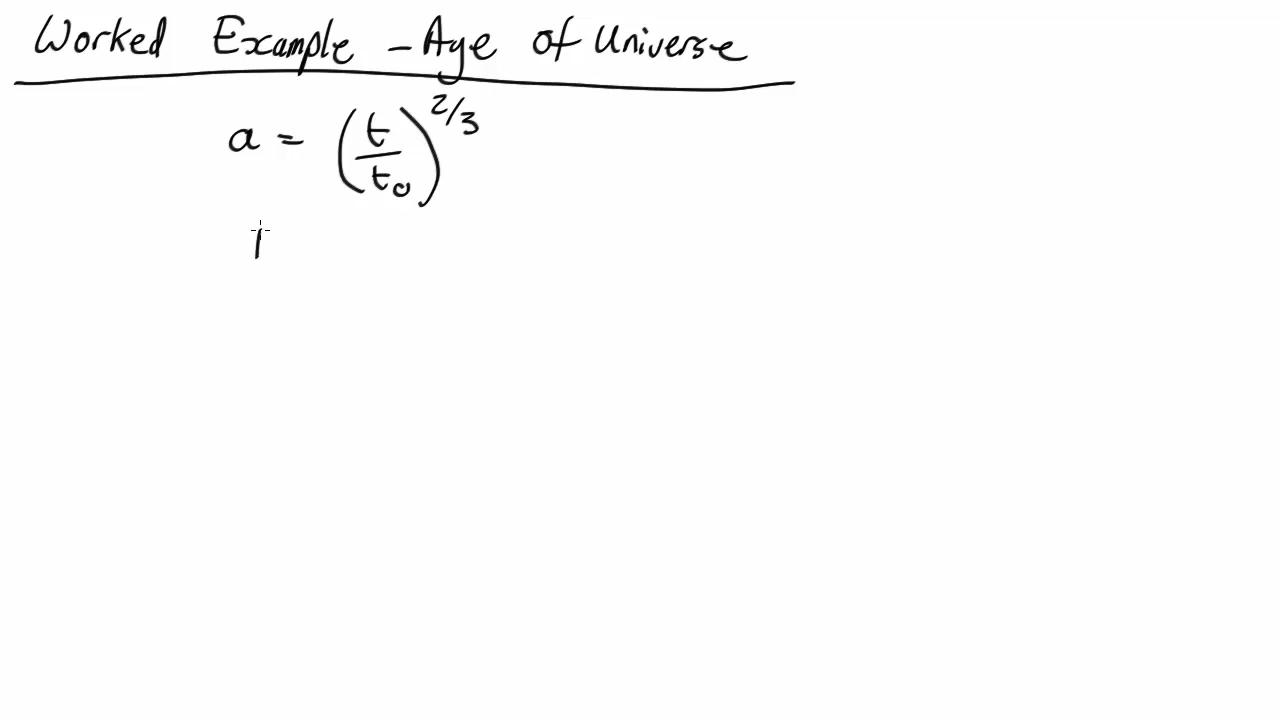 Worked Example - Age of Universe
a = (t/t₀)^2/3